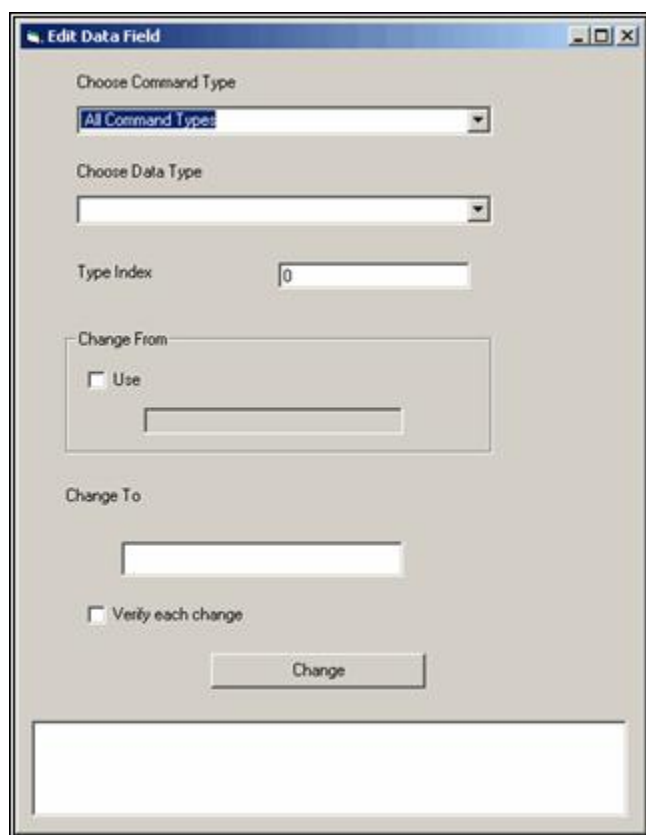 Edit Data Field
Choose Command Type
All Command Types
Choose Data Type
Type Index
0
Change From
Use
Change To
Verify each change
Change